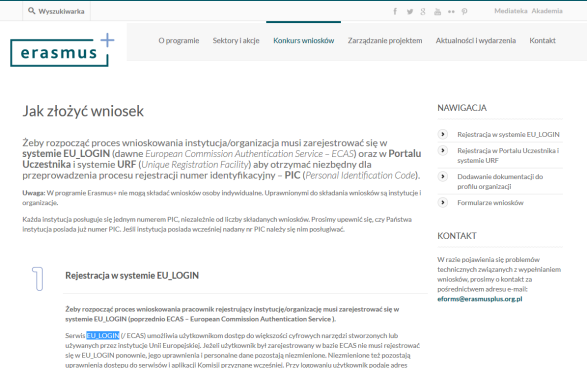 Wyszukiwarka
Mediateka Akademia
erasmus+
O programie Sektory i akcje Konkurs wniosków Zarządzanie projektem Aktualności i wydarzenia Kontakt
Jak złożyć wniosek
Żeby rozpocząć proces wnioskowania instytucja/organizacja musi zarejestrować się w
systemie EU_LOGIN (dawne European Commission Authentication Service – ECAS) oraz w Portalu
Uczestnika i systemie URF (Unique Registration Facility) aby otrzymać niezbędny dla
przeprowadzenia procesu rejestracji numer identyfikacyjny – PIC (Personal Identification Code).
Uwaga: W programie Erasmus+ nie mogą składać wniosków osoby indywidualne. Uprawnionymi do składania wniosków są instytucje i
organizacje.
Każda instytucja posługuje się jednym numerem PIC, niezależnie od liczby składanych wniosków. Prosimy upewnić się, czy Państwa
instytucja posiada już numer PIC. Jeśli instytucja posiada wcześniej nadany nr PIC należy się nim posługiwać.
1
Rejestracja w systemie EU_LOGIN
Żeby rozpocząć proces wnioskowania pracownik rejestrujący instytucję/organizację musi zarejestrować się w
systemie EU_LOGIN (poprzednio ECAS – European Commission Authentication Service ).
Serwis EU_LOGIN (/ ECAS) umożliwia użytkownikom dostęp do większości cyfrowych narzędzi stworzonych lub
używanych przez instytucje Unii Europejskiej. Jeżeli użytkownik był zarejestrowany w bazie ECAS nie musi rejestrować
się w EU_LOGIN ponownie, jego uprawnienia i personalne dane pozostają niezmienione. Niezmienione też pozostają
uprawnienia dostępu do serwisów i aplikacji Komisji przyznane wcześniej. Przy logowaniu użytkownik podaje adres
NAWIGACJA
Rejestracja w systemie EU_LOGIN
Rejestracja w Portalu Uczestnika i
systemie URF
Dodawanie dokumentacji do
profilu organizacji
Formularze wniosków
KONTAKT
W razie pojawienia się problemów
technicznych związanych z wypełnianiem
wniosków, prosimy o kontakt za
pośrednictwem adresu e-mail:
eforms@erasmusplus.org.pl